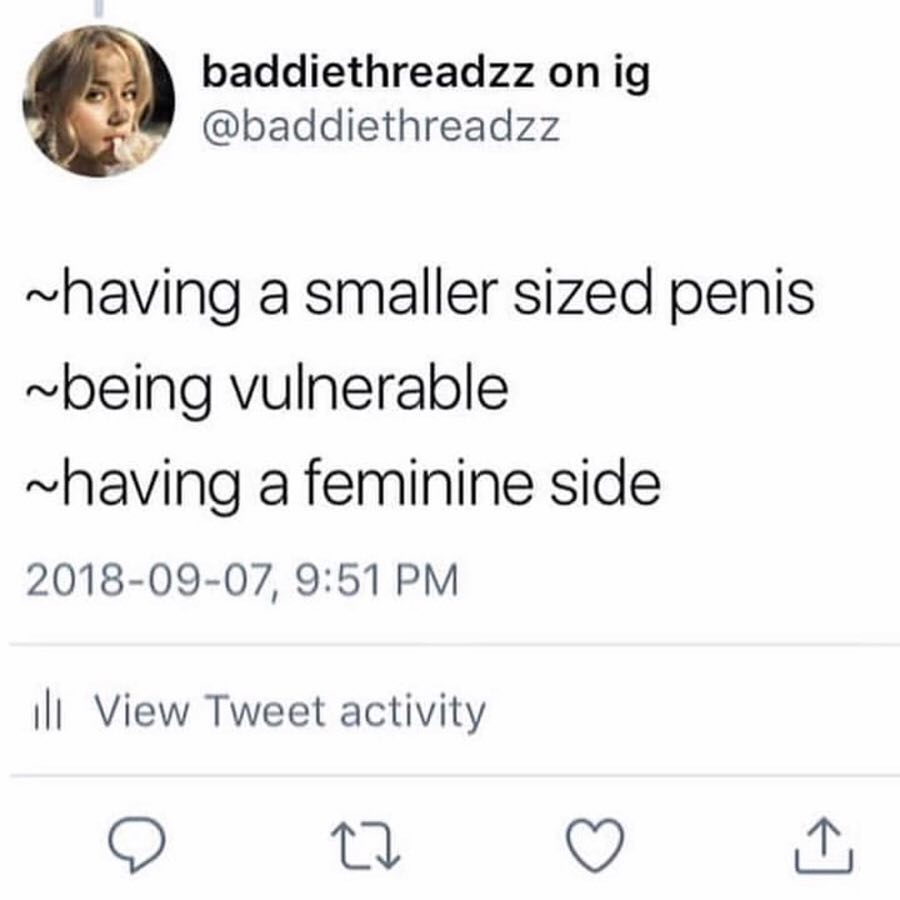 baddiethreadzz on ig
@baddiethreadzz
~having a smaller sized penis
~being vulnerable
~having a feminine side
2018-09-07, 9:51 PM
View Tweet activity